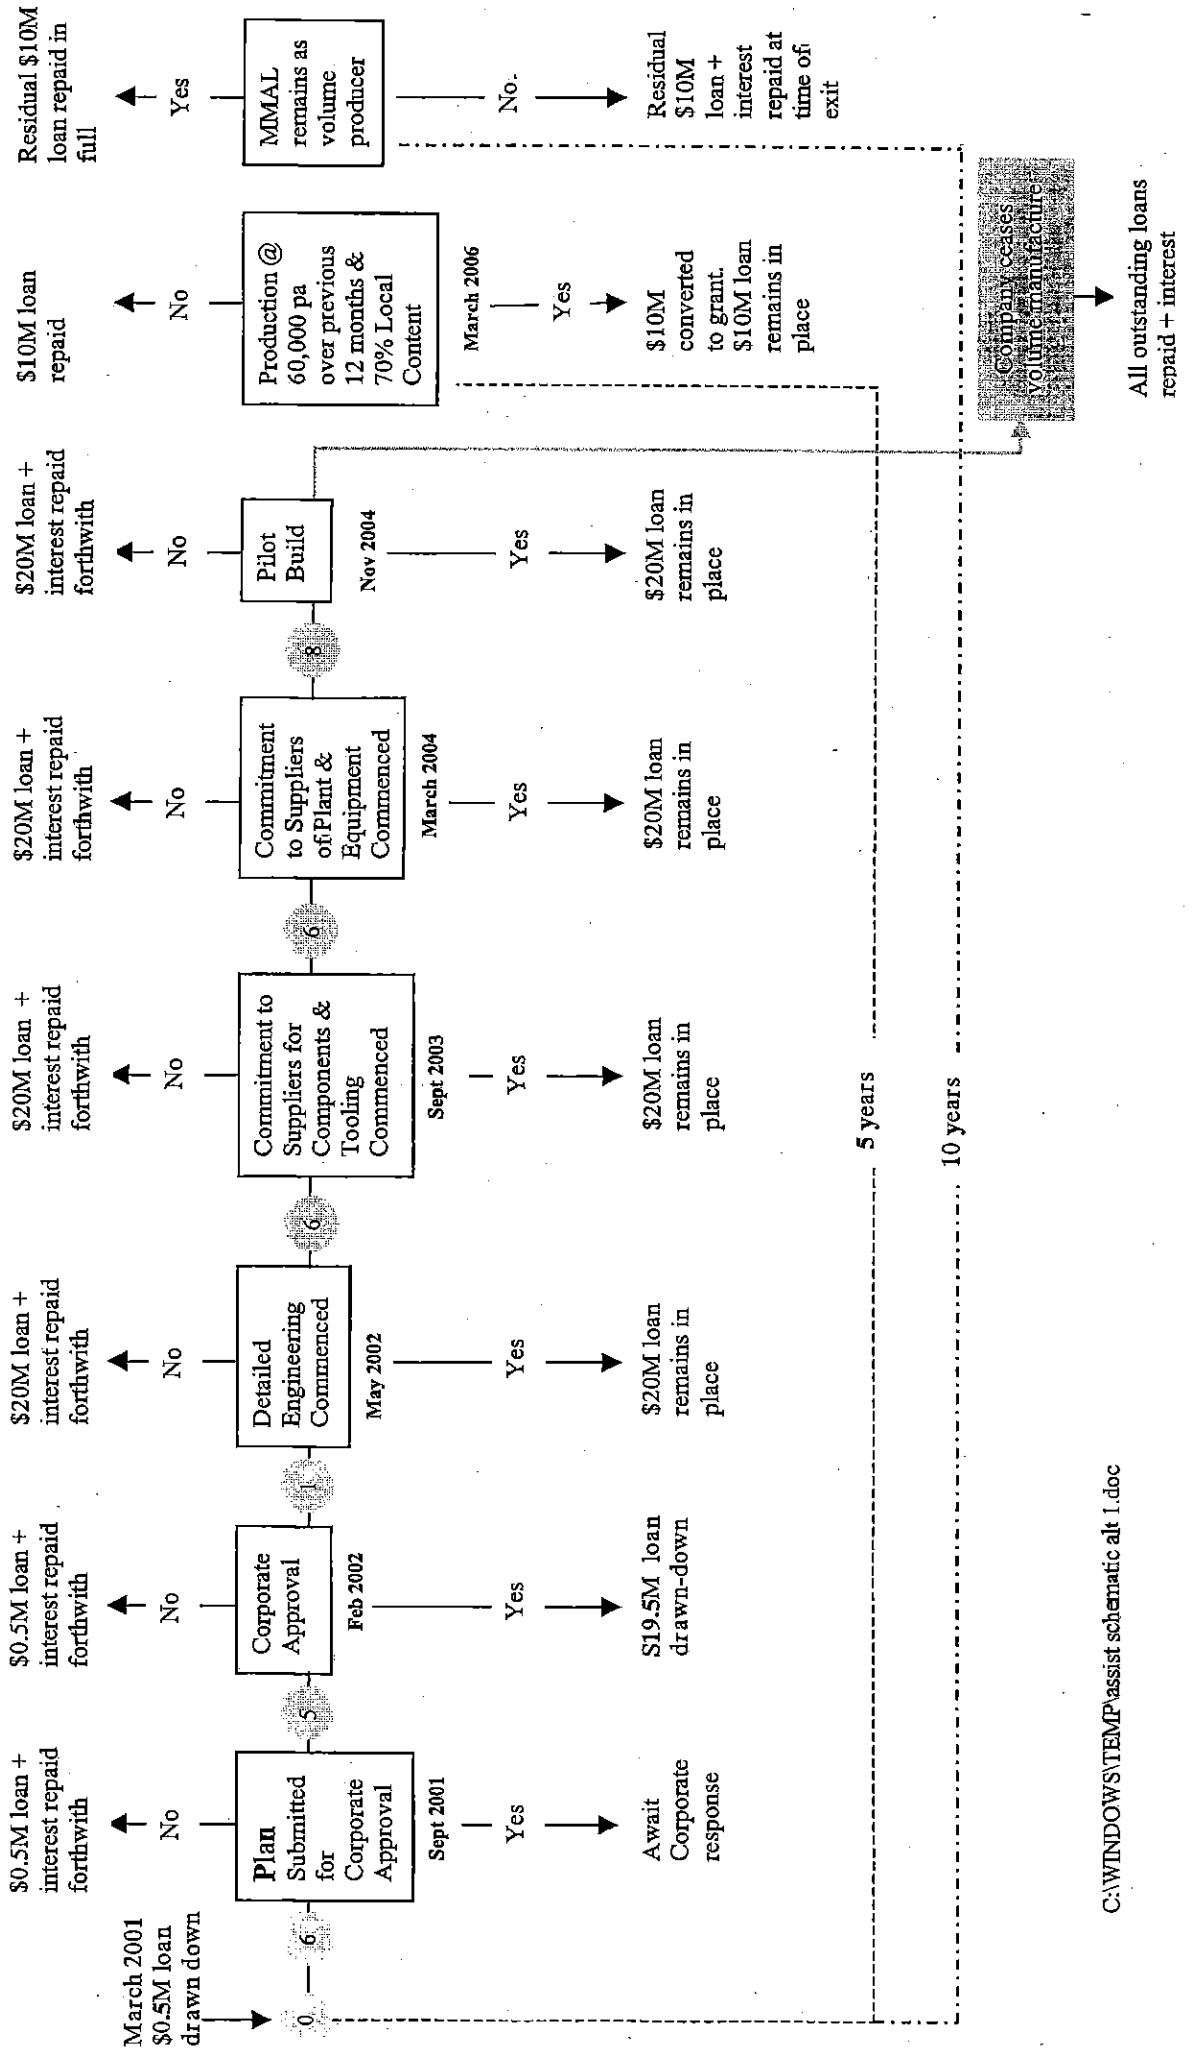 March 2001
$0.5M loan
drawn down
0
6
$0.5M loan +
interest repaid
forthwith
No
Plan
Submitted
for
Corporate
Approval
Sept 2001
Yes
Await
Corporate
response
5
$0.5M loan +
interest repaid
forthwith
No
Corporate
Approval
Feb 2002
Yes
$19.5M loan
drawn-down
1
$20M loan +
interest repaid
forthwith
No
Detailed
Engineering
Commenced
May 2002
Yes
$20M loan
remains in
place
6
$20M loan +
interest repaid
forthwith
No
Commitment to
Suppliers for
Components &
Tooling
Commenced
Sept 2003
Yes
$20M loan
remains in
place
6
$20M loan +
interest repaid
forthwith
No
Commitment
to Suppliers
of Plant &
Equipment
Commenced
March 2004
Yes
$20M loan
remains in
place
8
$20M loan +
interest repaid
forthwith
No
Pilot
Build
Nov 2004
Yes
$20M loan
remains in
place
$10M loan
repaid
No
Production @
60,000 pa
over previous
12 months &
70% Local
Content
March 2006
Yes
$10M
converted
to grant.
$10M loan
remains in
place
Residual $10M
loan repaid in
full
Yes
MMAL
remains as
volume
producer
No
Residual
$10M
loan +
interest
repaid at
time of
exit
5 years
10 years
Company ceases
volume manufacture
All outstanding loans
repaid + interest
C:\WINDOWS\TEMP\assist schematic alt 1.doc